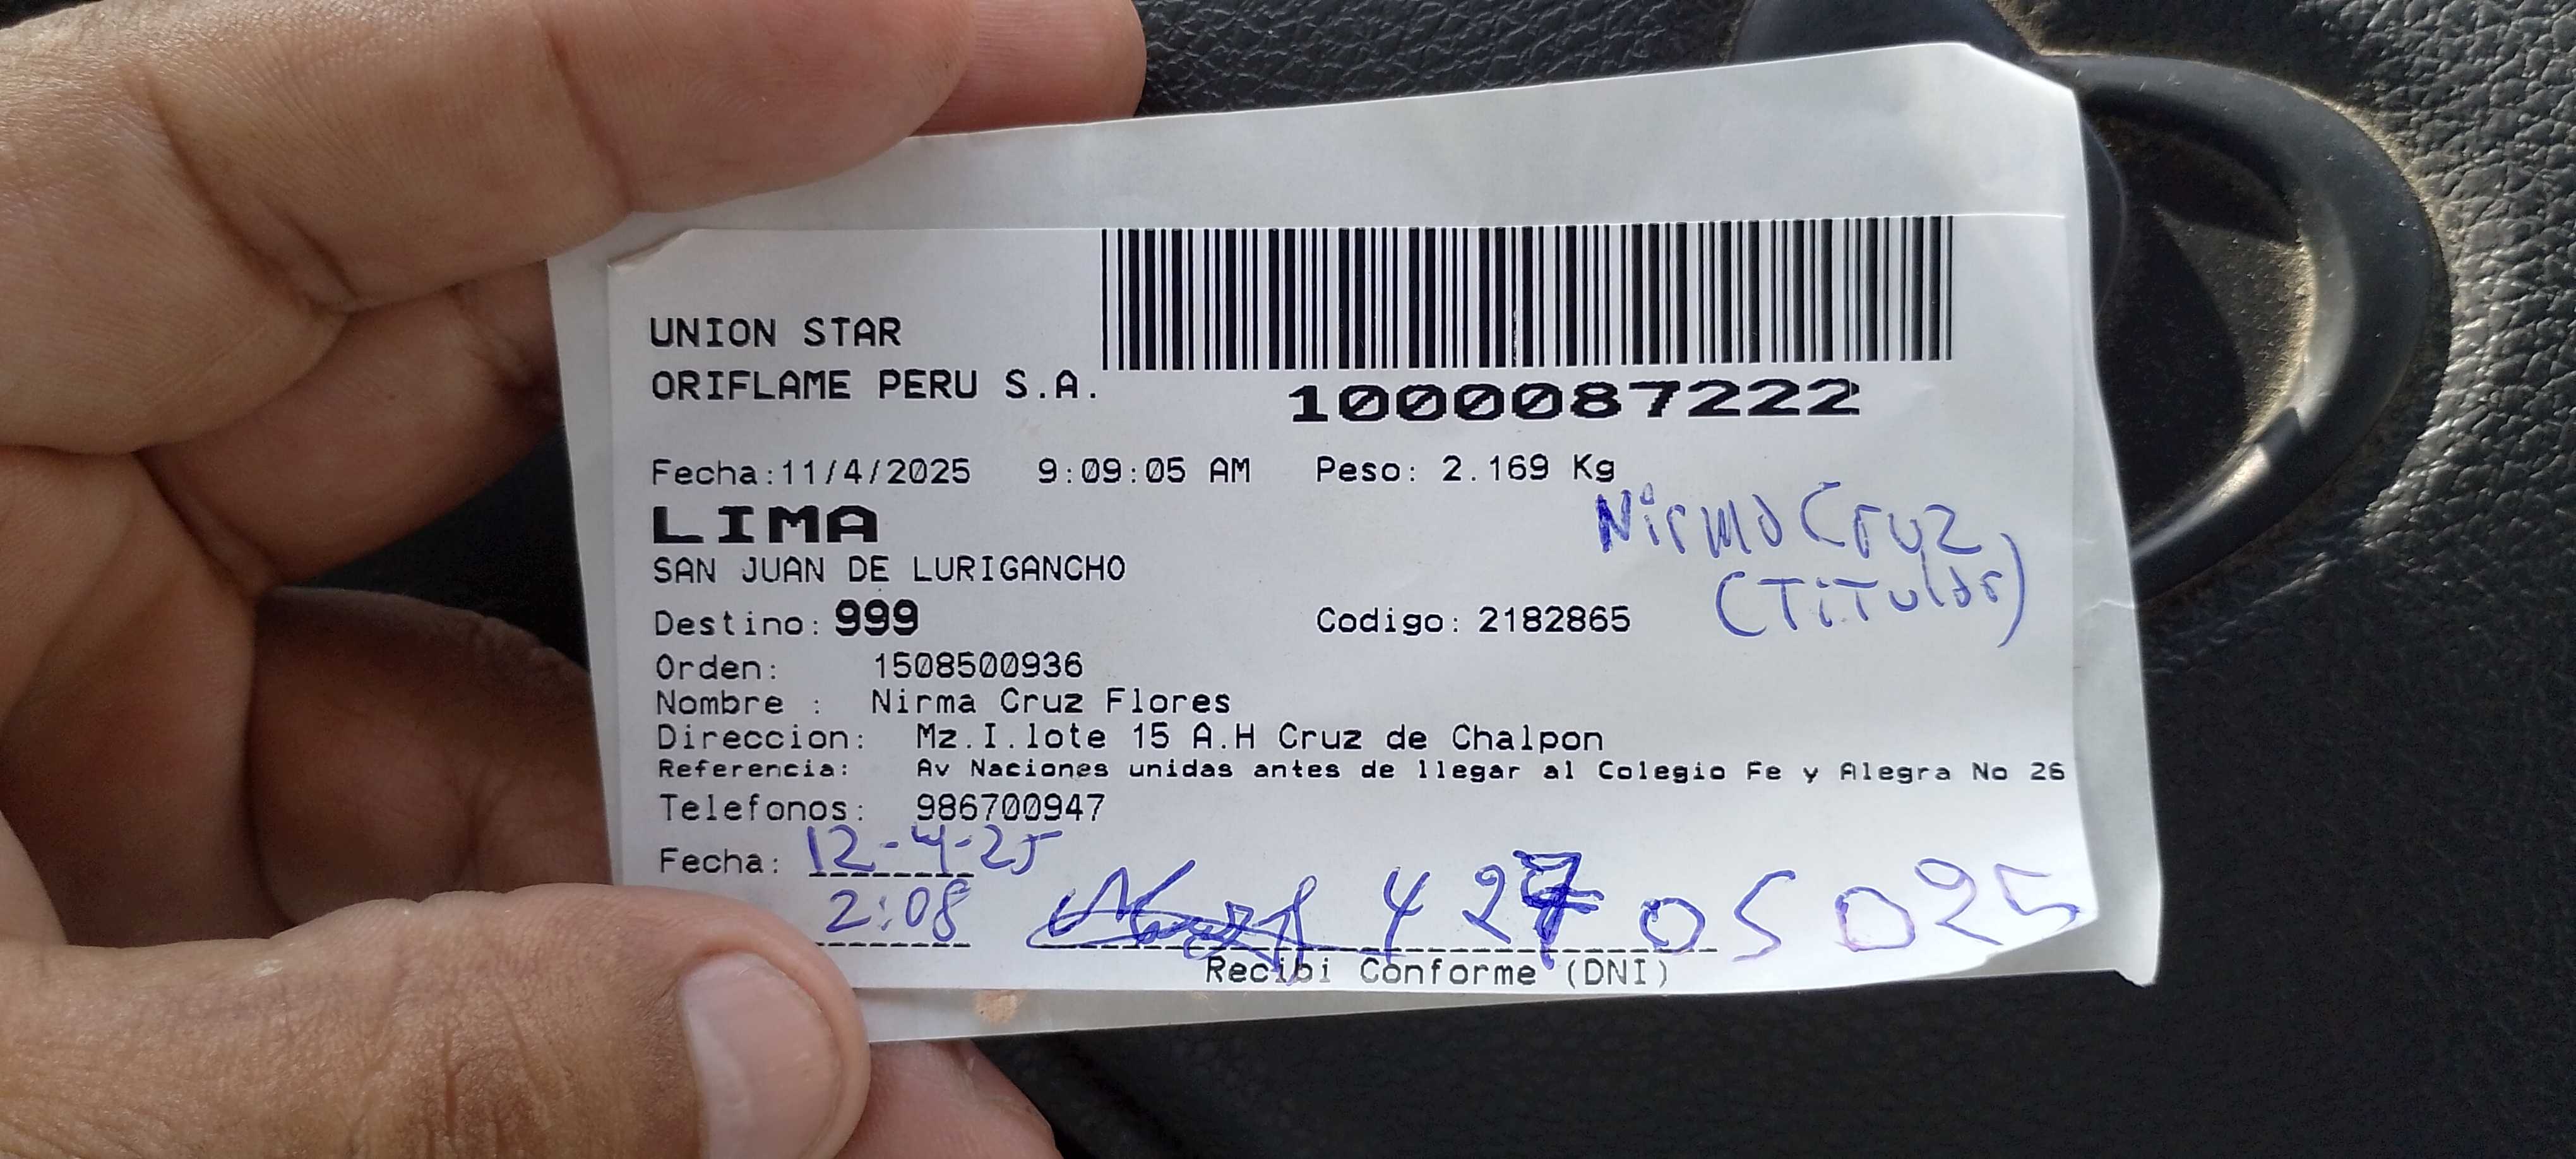 UNION STAR
ORIFLAME PERU S.A.
1000087222
Fecha:11/4/2025 9:09:05 AM Peso: 2.169 Kg
LIMA
Nirma Cruz
(Titular)
SAN JUAN DE LURIGANCHO
Destino: 999 Codigo: 2182865
Orden: 1508500936
Nombre : Nirma Cruz Flores
Direccion: Mz.I.lote 15 A.H Cruz de Chalpon
Referencia: Av Naciones unidas antes de llegar al Colegio Fe y Alegra No 26
Telefonos: 986700947
Fecha: 12-4-25
2:08 42705025
Recibi Conforme (DNI)